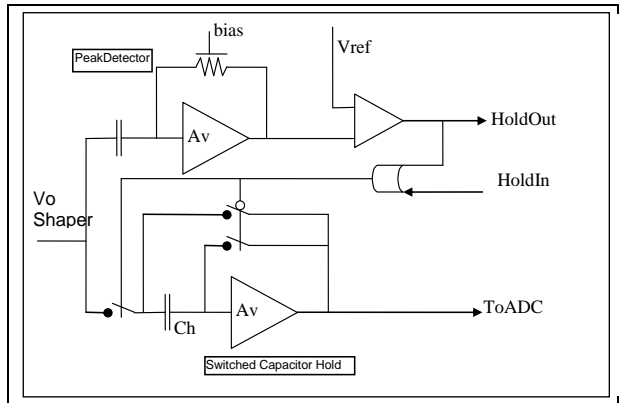 bias
PeakDetector
Vref
Av
HoldOut
HoldIn
Vo
Shaper
Av
ToADC
Ch
Switched Capacitor Hold